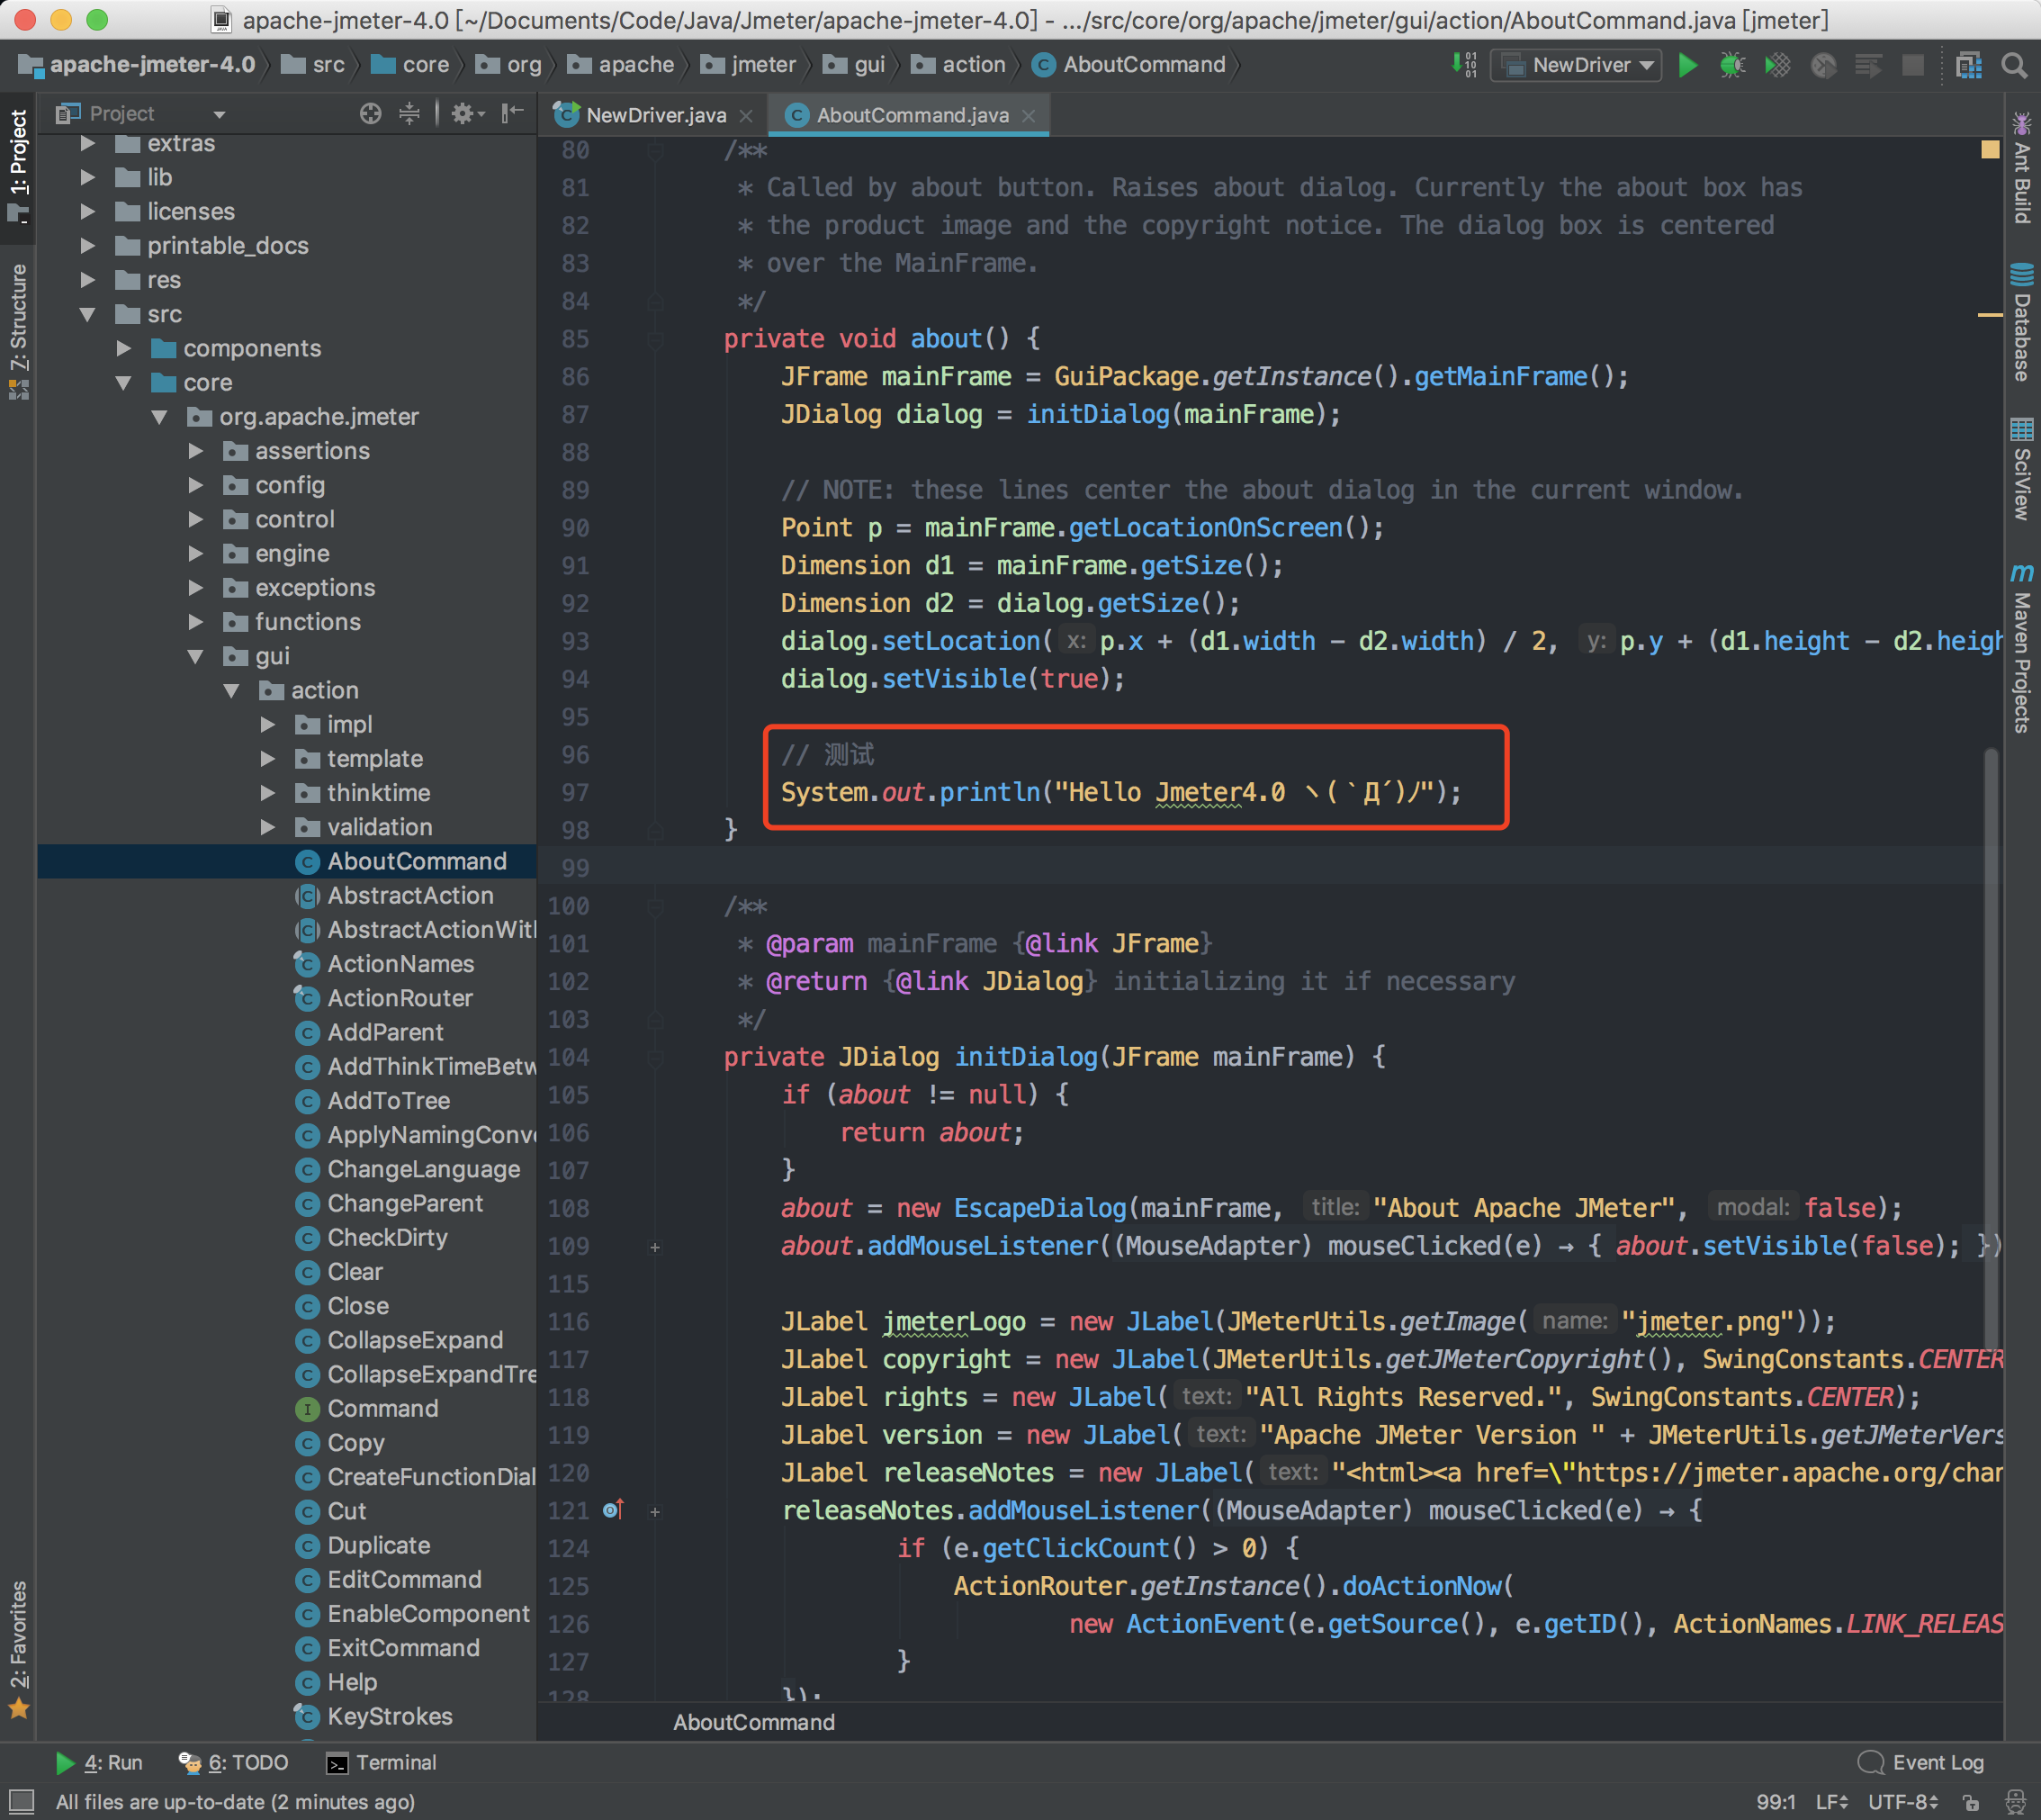 apache-jmeter-4.0 [~/Documents/Code/Java/Jmeter/apache-jmeter-4.0] - .../src/core/org/apache/jmeter/gui/action/AboutCommand.java [jmeter]
apache-jmeter-4.0 src core org apache jmeter gui action AboutCommand NewDriver
Project
NewDriver.java AboutCommand.java
1: Project
Z: Structure
2: Favorites
extras
lib
licenses
printable_docs
res
src
components
core
org.apache.jmeter
assertions
config
control
engine
exceptions
functions
gui
action
impl
template
thinktime
validation
AboutCommand
AbstractAction
AbstractActionWit
ActionNames
ActionRouter
AddParent
AddThinkTimeBetw
AddToTree
ApplyNamingConv
ChangeLanguage
ChangeParent
CheckDirty
Clear
Close
CollapseExpand
CollapseExpandTre
Command
Copy
CreateFunctionDial
Cut
Duplicate
EditCommand
EnableComponent
ExitCommand
Help
KeyStrokes
80 /**
81 * Called by about button. Raises about dialog. Currently the about box has
82 * the product image and the copyright notice. The dialog box is centered
83 * over the MainFrame.
84 */
85 private void about() {
86 JFrame mainFrame = GuiPackage.getInstance().getMainFrame();
87 JDialog dialog = initDialog(mainFrame);
88
89 // NOTE: these lines center the about dialog in the current window.
90 Point p = mainFrame.getLocationOnScreen();
91 Dimension d1 = mainFrame.getSize();
92 Dimension d2 = dialog.getSize();
93 dialog.setLocation( x: p.x + (d1.width - d2.width) / 2, y: p.y + (d1.height - d2.heigh
94 dialog.setVisible(true);
95
96 // 测试
97 System.out.println("Hello Jmeter4.0 ヽ(｀Д´)ﾉ");
98 }
99
100 /**
101 * @param mainFrame {@link JFrame}
102 * @return {@link JDialog} initializing it if necessary
103 */
104 private JDialog initDialog(JFrame mainFrame) {
105 if (about != null) {
106 return about;
107 }
108 about = new EscapeDialog(mainFrame, title: "About Apache JMeter", modal: false);
109 about.addMouseListener((MouseAdapter) mouseClicked(e) → { about.setVisible(false); })
115
116 JLabel jmeterLogo = new JLabel(JMeterUtils.getImage( name: "jmeter.png"));
117 JLabel copyright = new JLabel(JMeterUtils.getJMeterCopyright(), SwingConstants.CENTER
118 JLabel rights = new JLabel( text: "All Rights Reserved.", SwingConstants.CENTER);
119 JLabel version = new JLabel( text: "Apache JMeter Version " + JMeterUtils.getJMeterVers
120 JLabel releaseNotes = new JLabel( text: "<html><a href=\"https://jmeter.apache.org/chan
121 releaseNotes.addMouseListener((MouseAdapter) mouseClicked(e) → {
124 if (e.getClickCount() > 0) {
125 ActionRouter.getInstance().doActionNow(
126 new ActionEvent(e.getSource(), e.getID(), ActionNames.LINK_RELEAS
127 }
128 });
AboutCommand
Ant Build
Database
SciView
Maven Projects
4: Run 6: TODO Terminal Event Log
All files are up-to-date (2 minutes ago) 99:1 LF UTF-8